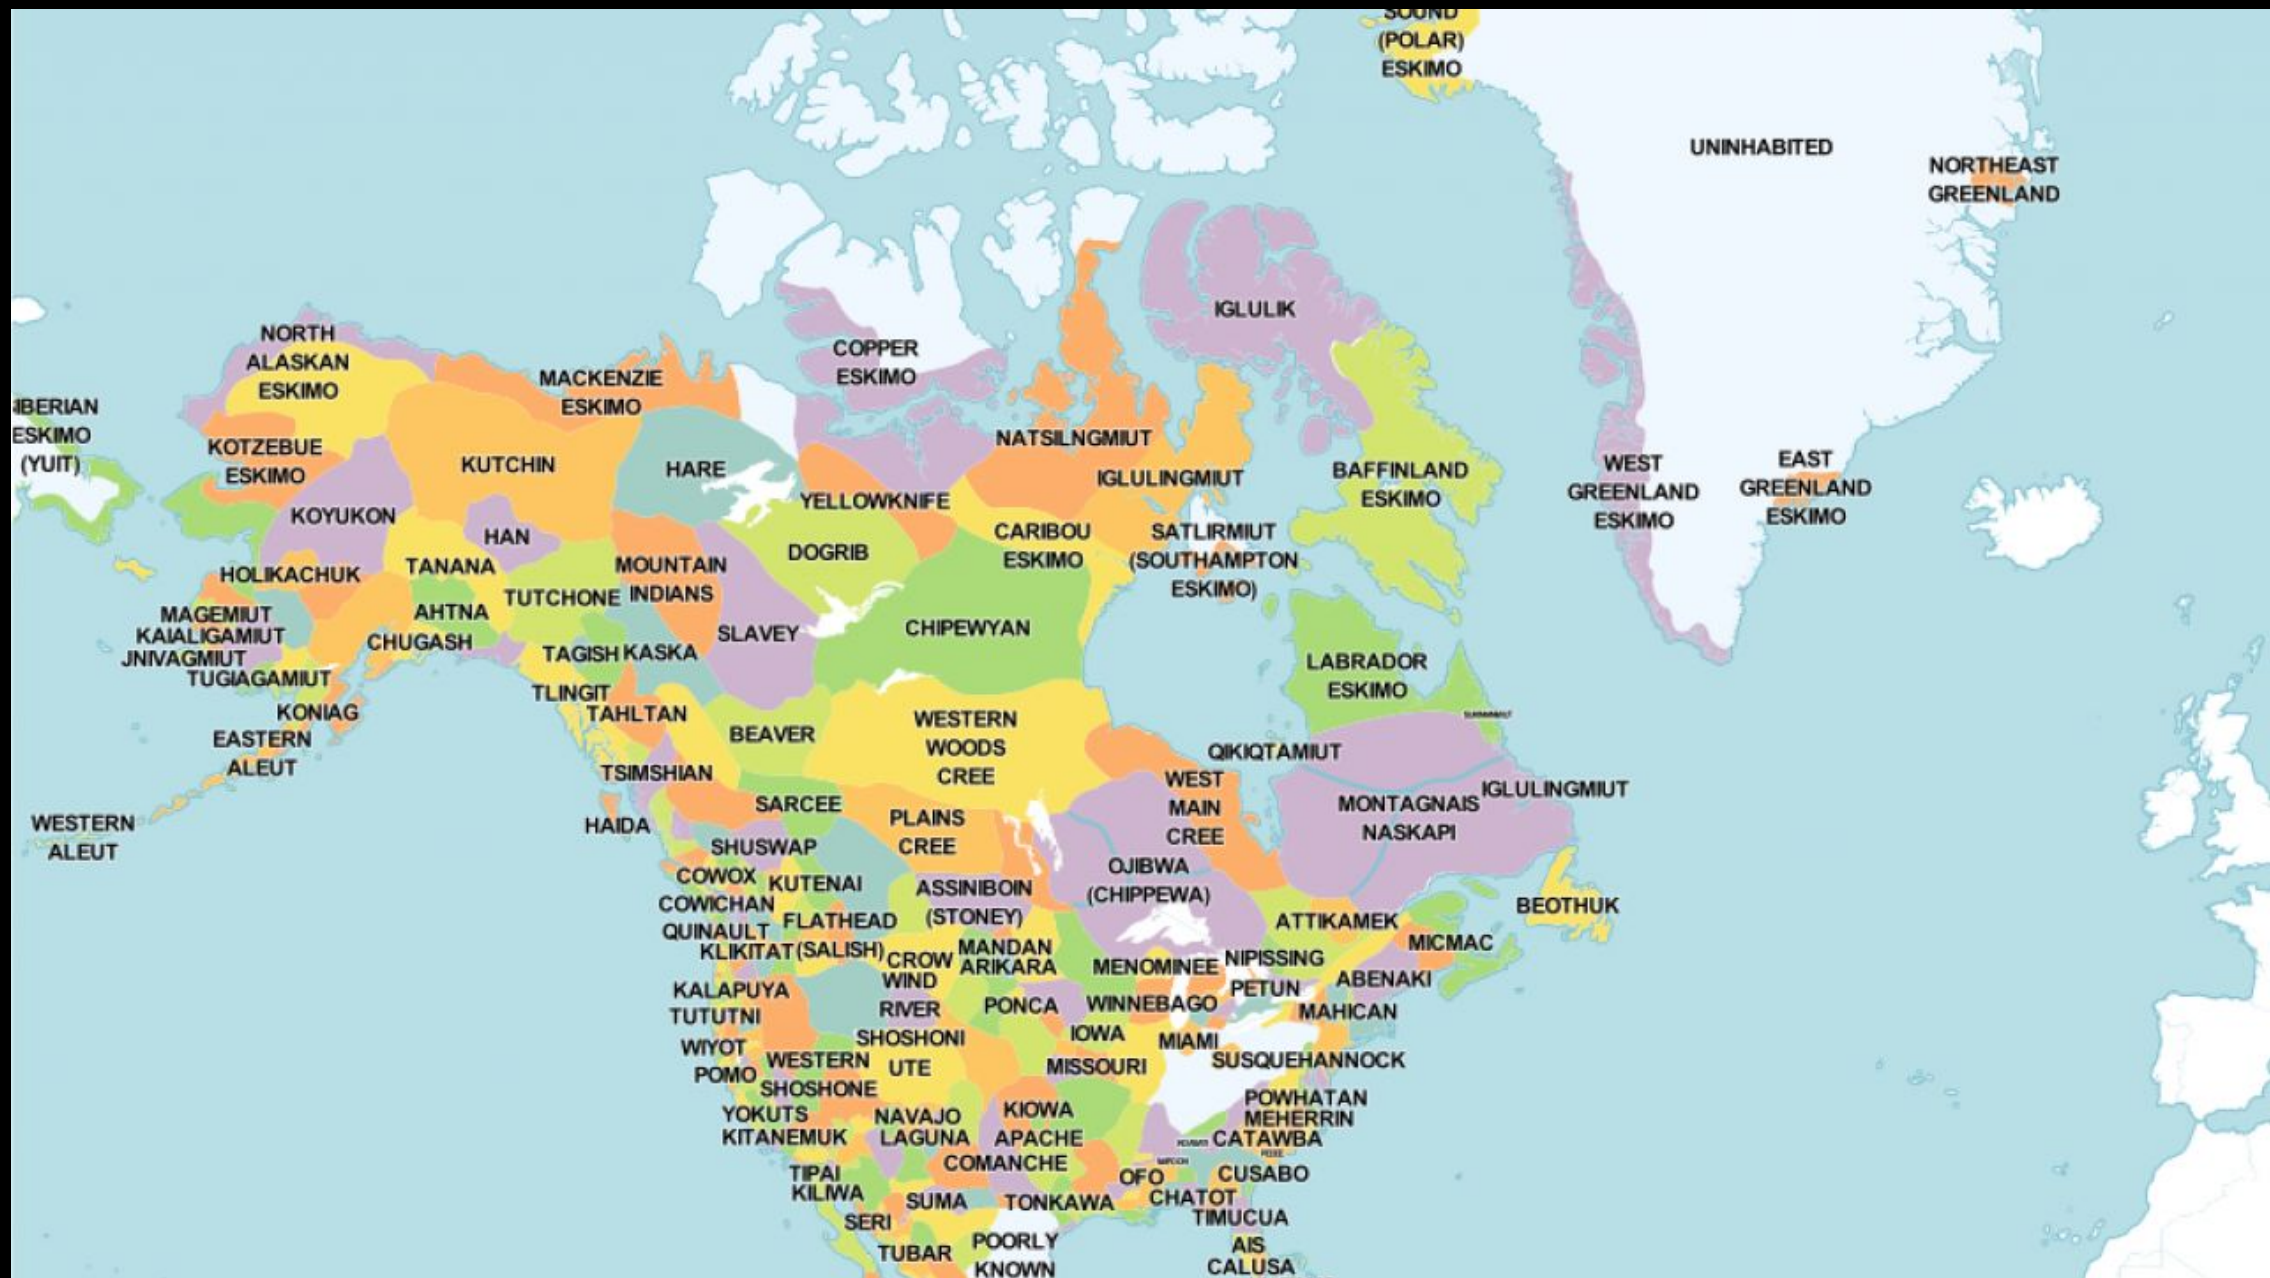 SOUND
(POLAR)
ESKIMO
UNINHABITED
NORTHEAST
GREENLAND
IGLULIK
NORTH
ALASKAN
ESKIMO
COPPER
ESKIMO
MACKENZIE
ESKIMO
IBERIAN
ESKIMO
(YUIT)
KOTZEBUE
ESKIMO
KUTCHIN
HARE
NATSILNGMIUT
IGLULINGMIUT
BAFFINLAND
ESKIMO
WEST
GREENLAND
ESKIMO
EAST
GREENLAND
ESKIMO
YELLOWKNIFE
KOYUKON
HAN
CARIBOU
ESKIMO
SATLIRMIUT
(SOUTHAMPTON
ESKIMO)
DOGRIB
HOLIKACHUK
TANANA
MOUNTAIN
INDIANS
TUTCHONE
MAGEMIUT
KAIALIGAMIUT
JNIVAGMIUT
TUGIAGAMIUT
AHTNA
CHUGASH
SLAVEY
CHIPEWYAN
TAGISH
KASKA
LABRADOR
ESKIMO
TLINGIT
TAHLTAN
KONIAG
EASTERN
ALEUT
BEAVER
WESTERN
WOODS
CREE
QIKIQTAMIUT
TSIMSHIAN
WEST
MAIN
CREE
IGLULINGMIUT
MONTAGNAIS
NASKAPI
SARCEE
PLAINS
CREE
HAIDA
WESTERN
ALEUT
SHUSWAP
OJIBWA
(CHIPPEWA)
COWOX
KUTENAI
ASSINIBOIN
(STONEY)
COWICHAN
BEOTHUK
FLATHEAD
(SALISH)
ATTIKAMEK
QUINAULT
KLIKITAT
MICMAC
CROW
MANDAN
ARIKARA
MENOMINEE
NIPISSING
WIND
RIVER
SHOSHONI
ABENAKI
KALAPUYA
PETUN
PONCA
WINNEBAGO
TUTUTNI
MAHICAN
IOWA
MIAMI
WIYOT
WESTERN
SHOSHONE
UTE
MISSOURI
SUSQUEHANNOCK
POMO
POWHATAN
MEHERRIN
YOKUTS
NAVAJO
KIOWA
APACHE
KITANEMUK
LAGUNA
CATAWBA
COMANCHE
TIPAI
KILIWA
OFO
CUSABO
SUMA
TONKAWA
CHATOT
SERI
TIMUCUA
TUBAR
POORLY
KNOWN
AIS
CALUSA